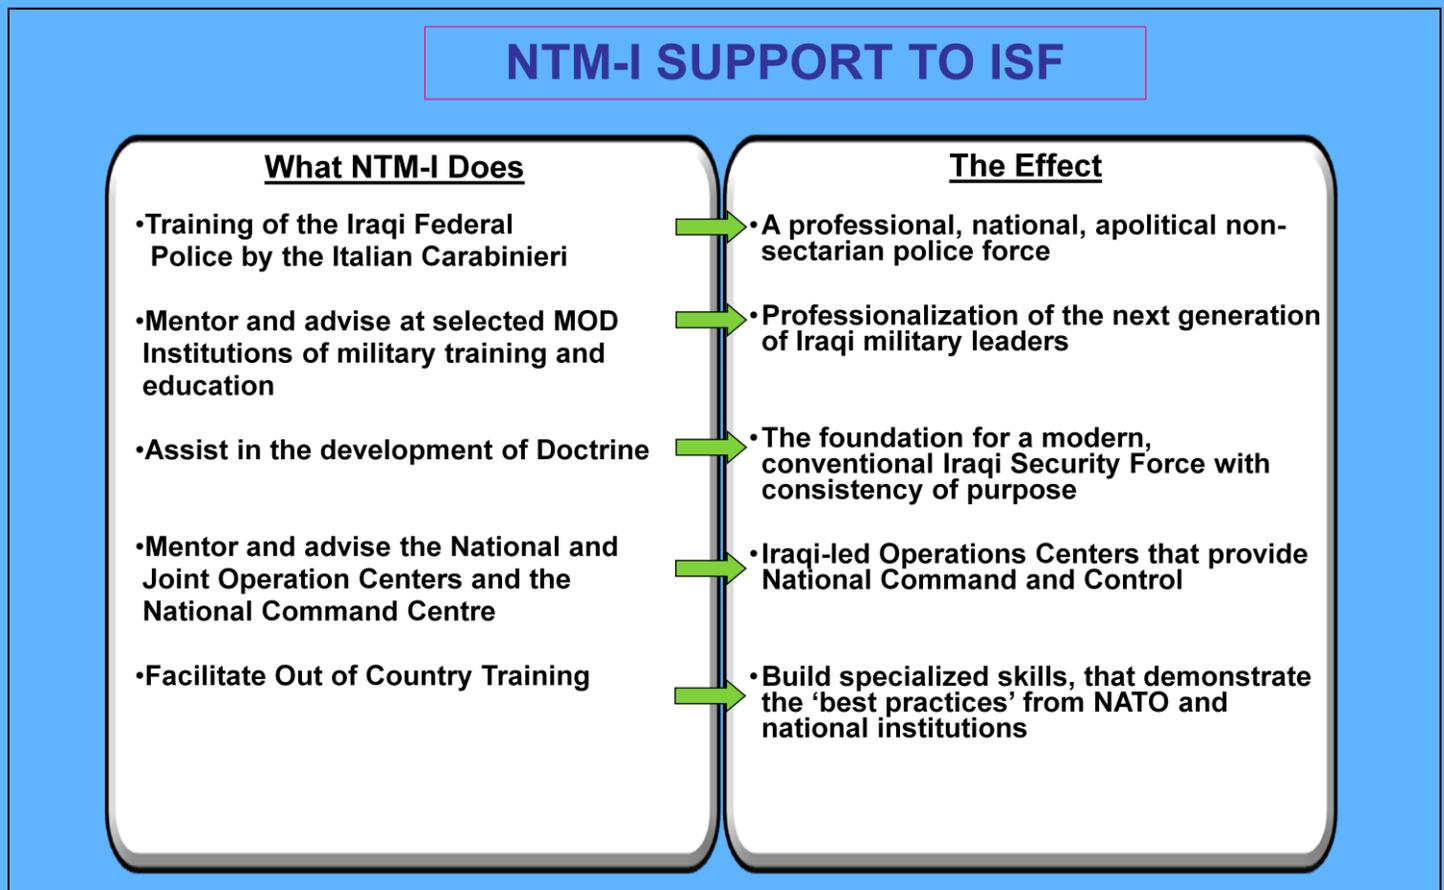 NTM-I SUPPORT TO ISF
What NTM-I Does
•Training of the Iraqi Federal
Police by the Italian Carabinieri
•Mentor and advise at selected MOD
Institutions of military training and
education
•Assist in the development of Doctrine
•Mentor and advise the National and
Joint Operation Centers and the
National Command Centre
•Facilitate Out of Country Training
The Effect
•A professional, national, apolitical non-
sectarian police force
•Professionalization of the next generation
of Iraqi military leaders
•The foundation for a modern,
conventional Iraqi Security Force with
consistency of purpose
•Iraqi-led Operations Centers that provide
National Command and Control
•Build specialized skills, that demonstrate
the ‘best practices’ from NATO and
national institutions